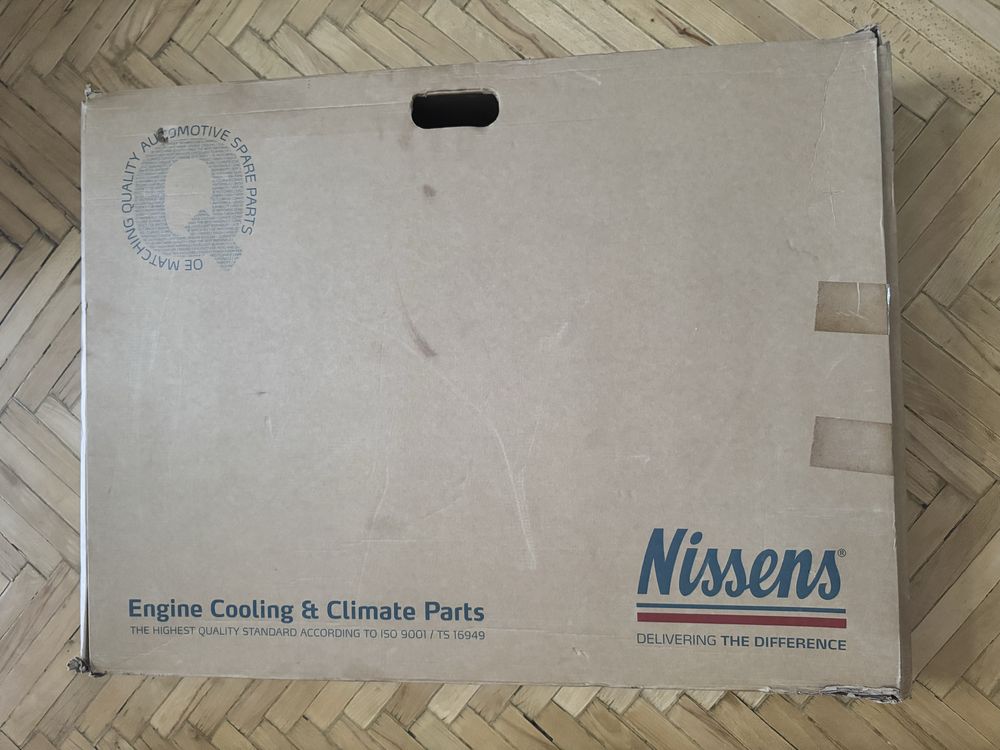 OE MATCHING QUALITY AUTOMOTIVE SPARE PARTS
Q
Nissens®
Engine Cooling & Climate Parts
THE HIGHEST QUALITY STANDARD ACCORDING TO ISO 9001 / TS 16949
DELIVERING THE DIFFERENCE